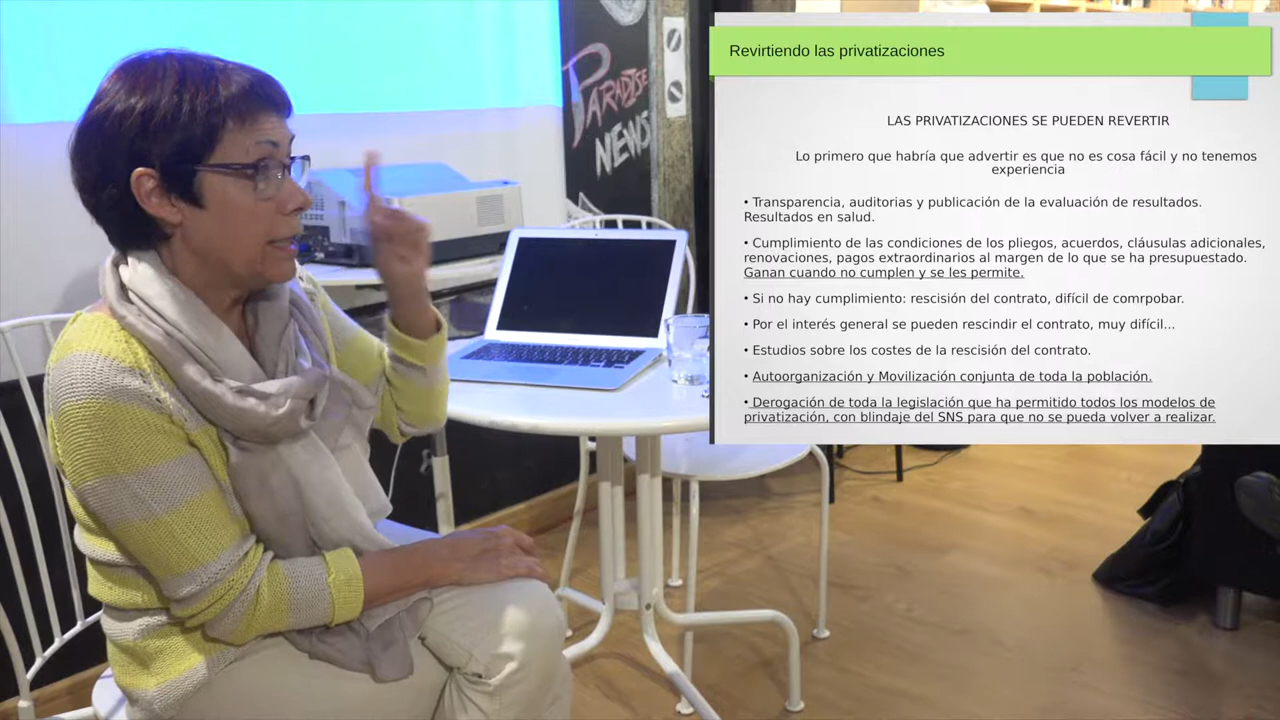 PARADISE
NEWS
Revirtiendo las privatizaciones
LAS PRIVATIZACIONES SE PUEDEN REVERTIR
Lo primero que habría que advertir es que no es cosa fácil y no tenemos
experiencia
• Transparencia, auditorias y publicación de la evaluación de resultados.
Resultados en salud.
• Cumplimiento de las condiciones de los pliegos, acuerdos, cláusulas adicionales,
renovaciones, pagos extraordinarios al margen de lo que se ha presupuestado.
Ganan cuando no cumplen y se les permite.
• Si no hay cumplimiento: rescisión del contrato, difícil de comrpobar.
• Por el interés general se pueden rescindir el contrato, muy difícil...
• Estudios sobre los costes de la rescisión del contrato.
• Autoorganización y Movilización conjunta de toda la población.
• Derogación de toda la legislación que ha permitido todos los modelos de
privatización, con blindaje del SNS para que no se pueda volver a realizar.